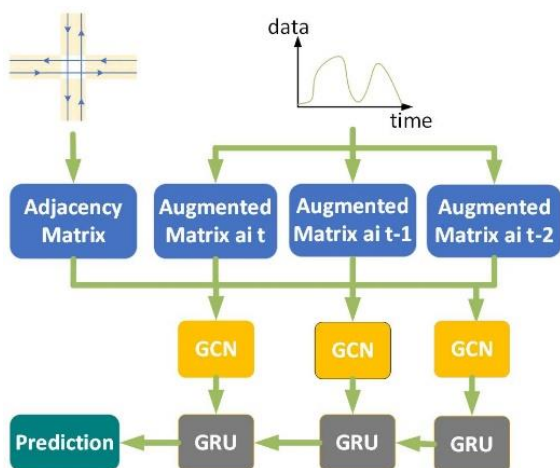 data
time
Adjacency
Matrix
Augmented
Matrix ai t
Augmented
Matrix ai t-1
Augmented
Matrix ai t-2
GCN
GCN
GCN
Prediction
GRU
GRU
GRU